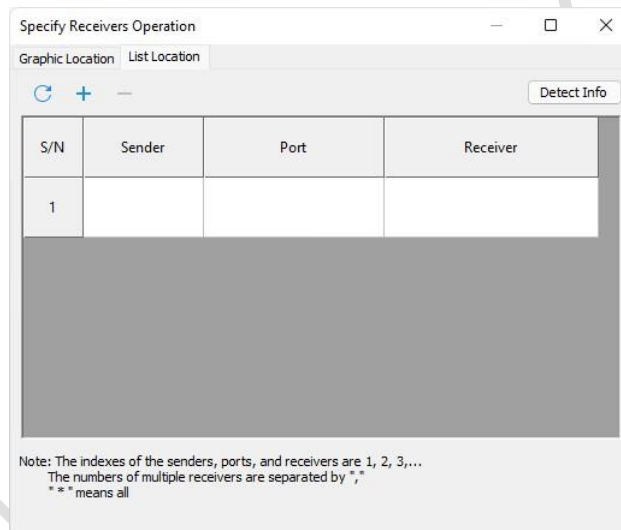 Specify Receivers Operation
Graphic Location List Location
Detect Info
S/N Sender Port Receiver
1
Note: The indexes of the senders, ports, and receivers are 1, 2, 3,...
The numbers of multiple receivers are separated by ","
" * " means all